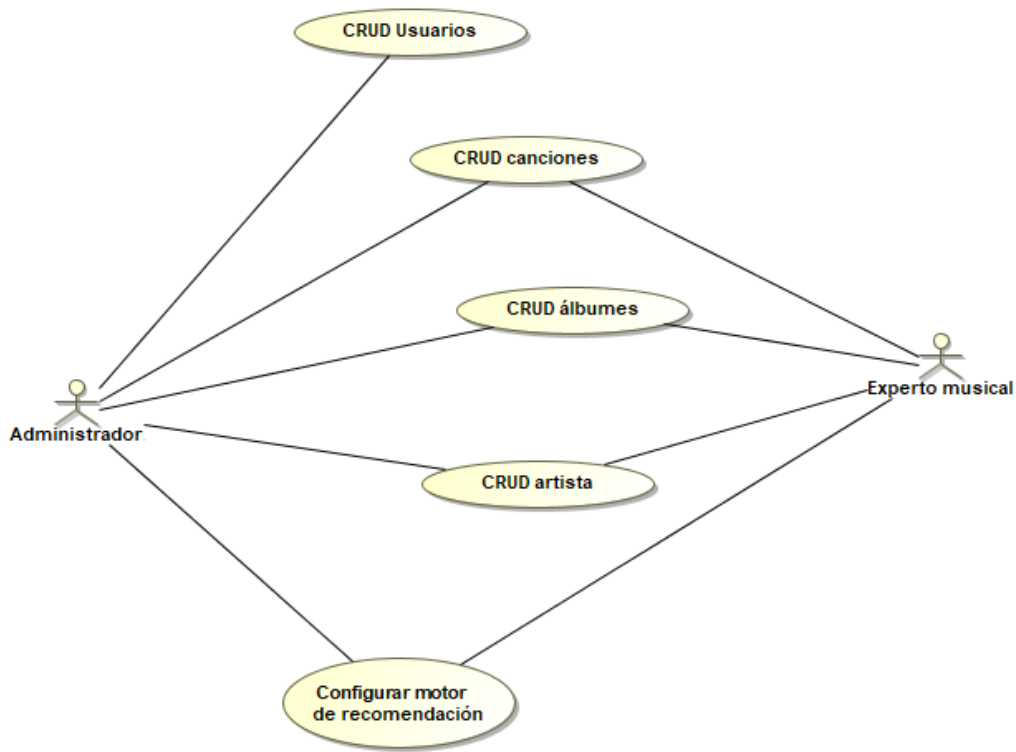 CRUD Usuarios
CRUD canciones
CRUD álbumes
Experto musical
Administrador
CRUD artista
Configurar motor
de recomendación